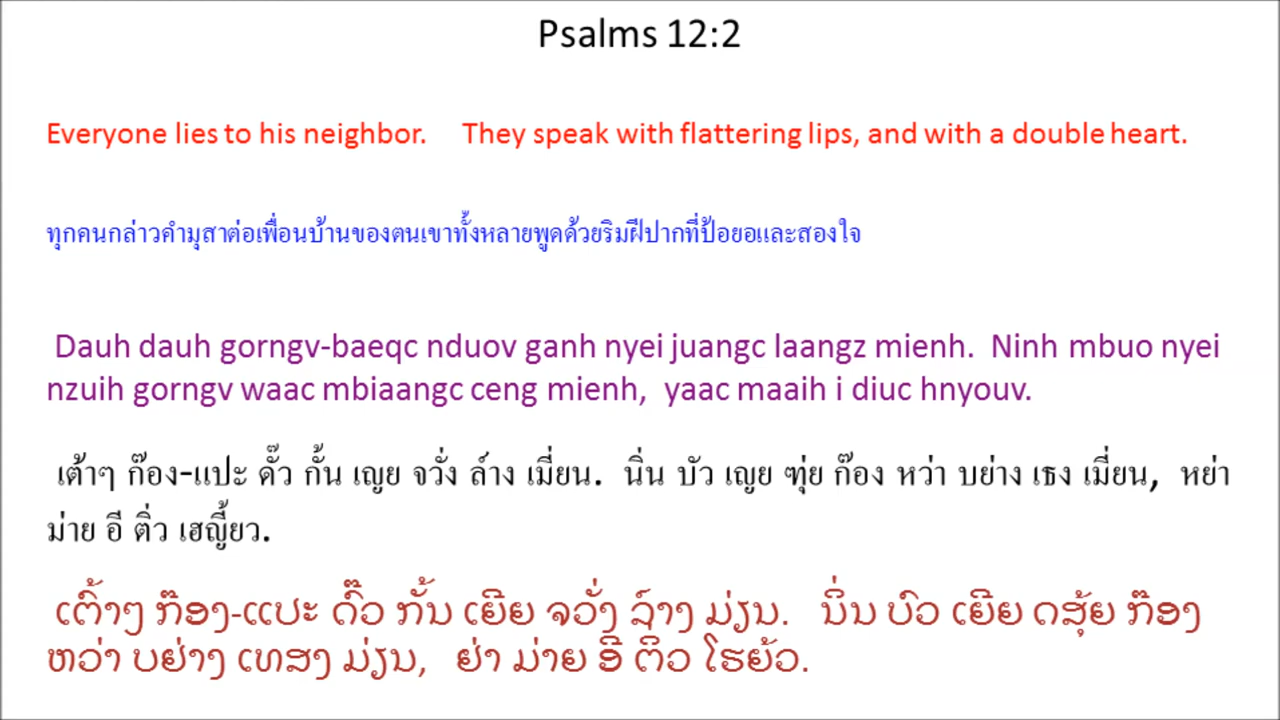 Psalms 12:2
Everyone lies to his neighbor. They speak with flattering lips, and with a double heart.
ทุกคนกล่าวคำมุสาต่อเพื่อนบ้านของตนเขาทั้งหลายพูดด้วยริมฝีปากที่ป้อยอและสองใจ
Dauh dauh gorngv-baeqc nduov ganh nyei juangc laangz mienh. Ninh mbuo nyei
nzuih gorngv waac mbiaangc ceng mienh, yaac maaih i diuc hnyouv.
เต้าๆ ก๊อง-แปะ ดั๊ว กั้น เญย จวั่ง ล์าง เมี่ยน. นิ่น บัว เญย ฑุ่ย ก๊อง หว่า บย่าง เธง เมี่ยน, หย่า
ม่าย อี ติ่ว เฮญี้ยว.
ເຕົ້າໆ ກ໊ອງ-ແປະ ດົ໊ວ ກັ້ນ ເຍີຍ ຈວັ່ງ ລ໌າງ ມ່ຽນ. ນິ່ນ ບົວ ເຍີຍ ດສຸ້ຍ ກ໊ອງ
ຫວ່າ ບຢ່າງ ເທສງ ມ່ຽນ, ຢ່າ ມ່າຍ ອີ ຕິ່ວ ໂຮຍ້ວ.